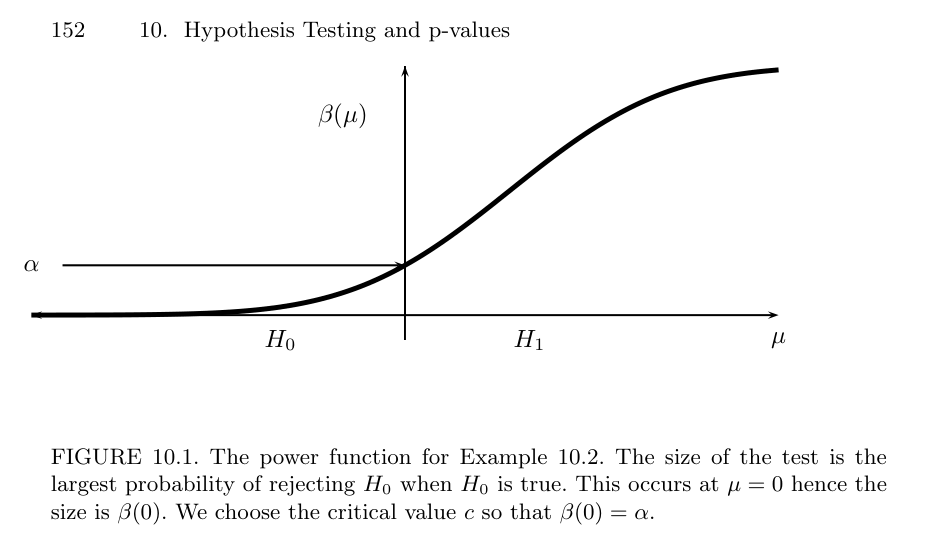 152 10. Hypothesis Testing and p-values
β(μ)
α
H₀ H₁ μ
FIGURE 10.1. The power function for Example 10.2. The size of the test is the
largest probability of rejecting H₀ when H₀ is true. This occurs at μ = 0 hence the
size is β(0). We choose the critical value c so that β(0) = α.